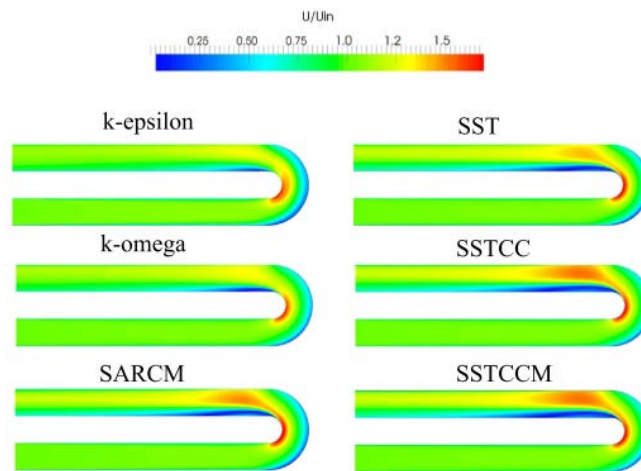 U/Uin
0.25 0.50 0.75 1.0 1.2 1.5
k-epsilon SST
k-omega SSTCC
SARCM SSTCCM